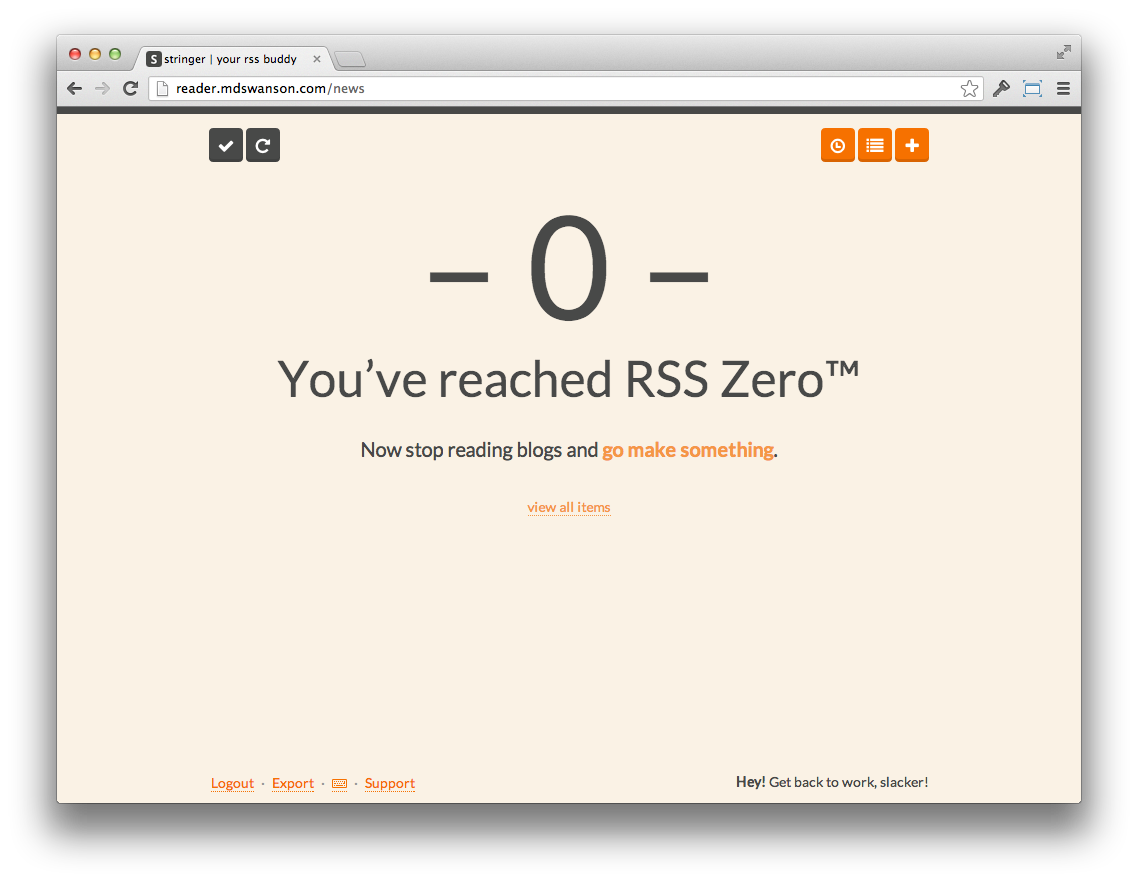 S stringer | your rss buddy
reader.mdswanson.com/news
– 0 –
You’ve reached RSS Zero™
Now stop reading blogs and go make something.
view all items
Logout · Export · · Support
Hey! Get back to work, slacker!